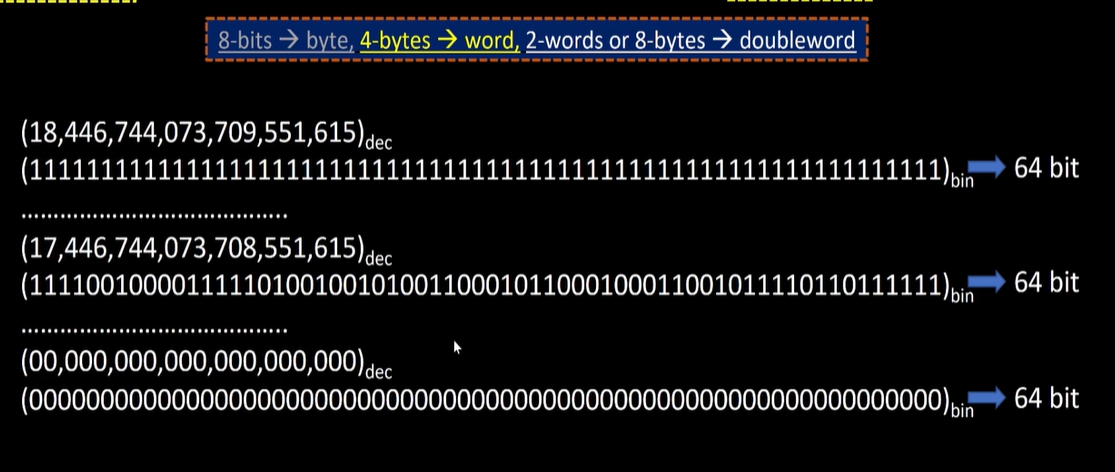 8-bits → byte, 4-bytes → word, 2-words or 8-bytes → doubleword
(18,446,744,073,709,551,615)dec
(1111111111111111111111111111111111111111111111111111111111111111)bin 64 bit
..........................................
(17,446,744,073,708,551,615)dec
(1111001000011111010010010100110001011000100011001011110110111111)bin 64 bit
..........................................
(00,000,000,000,000,000,000)dec
(0000000000000000000000000000000000000000000000000000000000000000)bin 64 bit